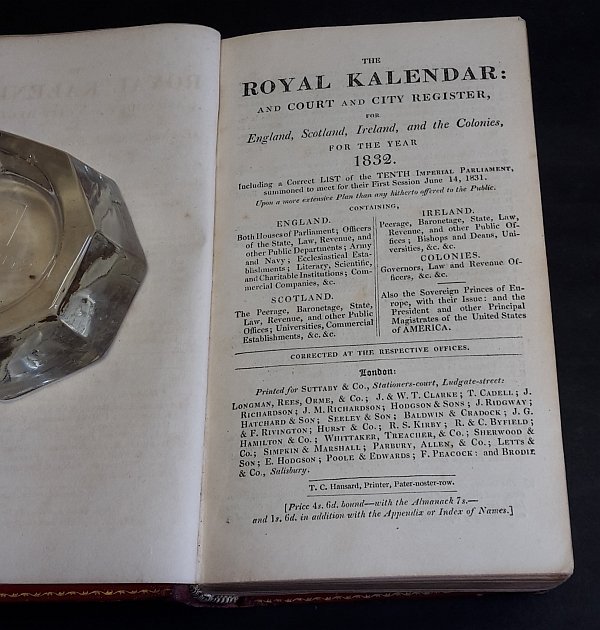 THE
ROYAL KALENDAR:
AND COURT AND CITY REGISTER,
FOR
England, Scotland, Ireland, and the Colonies,
FOR THE YEAR
1832.
Including a Correct LIST of the TENTH IMPERIAL PARLIAMENT,
summoned to meet for their First Session June 14, 1831.
Upon a more extensive Plan than any hitherto offered to the Public.
CONTAINING,
ENGLAND.
Both Houses of Parliament; Officers
of the State, Law, Revenue, and
other Public Departments; Army
and Navy; Ecclesiastical Esta-
blishments; Literary, Scientific,
and Charitable Institutions; Com-
mercial Companies, &c.
SCOTLAND.
The Peerage, Baronetage, State,
Law, Revenue, and other Public
Offices; Universities, Commercial
Establishments, &c. &c.
IRELAND.
Peerage, Baronetage, State, Law,
Revenue, and other Public Of-
fices; Bishops and Deans, Uni-
versities, &c. &c.
COLONIES.
Governors, Law and Revenue Of-
ficers, &c. &c.
Also the Sovereign Princes of Eu-
rope, with their Issue: and the
President and other Principal
Magistrates of the United States
of AMERICA.
CORRECTED AT THE RESPECTIVE OFFICES.
London:
Printed for SUTTABY & CO., Stationers-court, Ludgate-street:
LONGMAN, REES, ORME, & CO.; J. & W. T. CLARKE; T. CADELL; J.
RICHARDSON; J. M. RICHARDSON; HODGSON & SONS; J. RIDGWAY;
HATCHARD & SON; SEELEY & SON; BALDWIN & CRADOCK; J. G.
& F. RIVINGTON; HURST & CO.; R. S. KIRBY; R. & C. BYFIELD;
HAMILTON & CO.; WHITTAKER, TREACHER, & CO.; SHERWOOD &
CO.; SIMPKIN & MARSHALL; PARBURY, ALLEN, & CO.; LETTS &
SON; E. HODGSON; POOLE & EDWARDS; F. PEACOCK: and BRODIE
& CO., Salisbury.
T. C. Hansard, Printer, Pater-noster-row.
[Price 4s. 6d. bound—with the Almanack 7s.—
and 1s. 6d. in addition with the Appendix or Index of Names.]